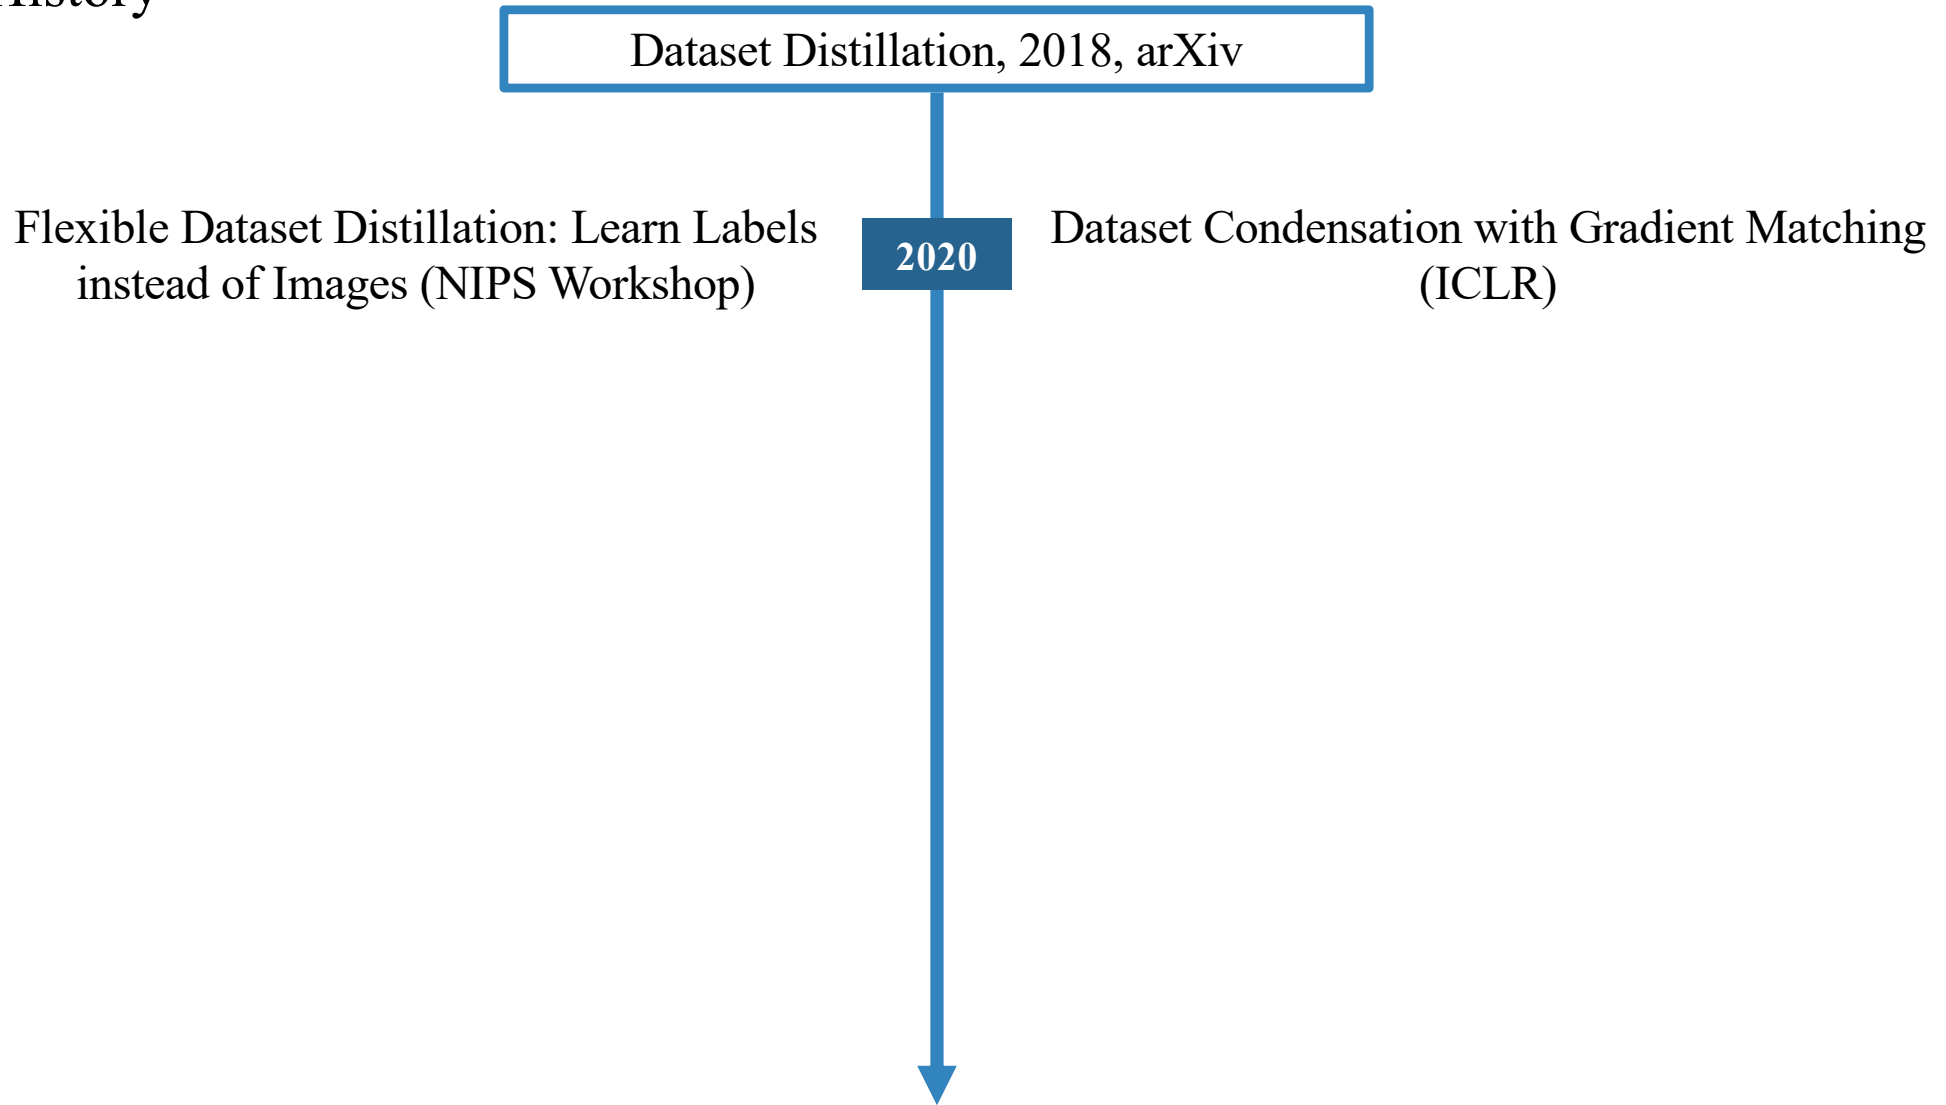 History
Dataset Distillation, 2018, arXiv
Flexible Dataset Distillation: Learn Labels
instead of Images (NIPS Workshop)
2020
Dataset Condensation with Gradient Matching
(ICLR)